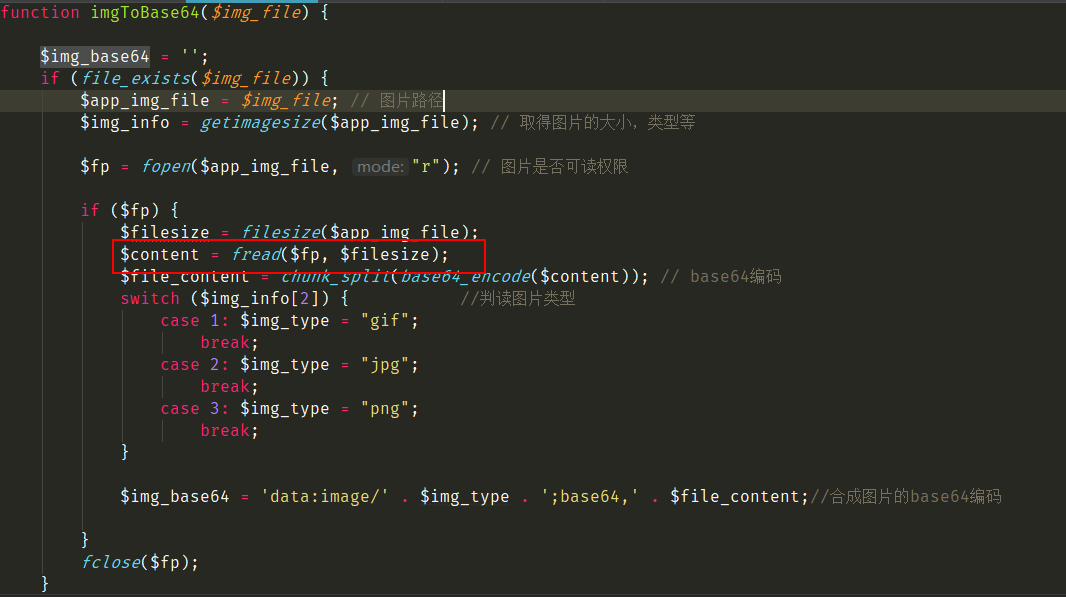 function imgToBase64($img_file) {
$img_base64 = '';
if (file_exists($img_file)) {
$app_img_file = $img_file; // 图片路径
$img_info = getimagesize($app_img_file); // 取得图片的大小，类型等
$fp = fopen($app_img_file, mode: "r"); // 图片是否可读权限
if ($fp) {
$filesize = filesize($app_img_file);
$content = fread($fp, $filesize);
$file_content = chunk_split(base64_encode($content)); // base64编码
switch ($img_info[2]) { //判读图片类型
case 1: $img_type = "gif";
break;
case 2: $img_type = "jpg";
break;
case 3: $img_type = "png";
break;
}
$img_base64 = 'data:image/' . $img_type . ';base64,' . $file_content;//合成图片的base64编码
}
fclose($fp);
}